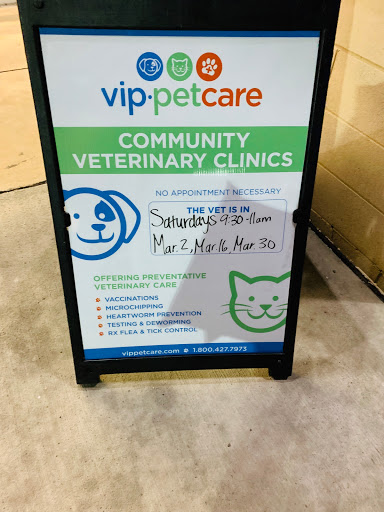 vip·petcare
COMMUNITY
VETERINARY CLINICS
NO APPOINTMENT NECESSARY
THE VET IS IN
Saturdays 9:30-11am
Mar. 2, Mar. 16, Mar. 30
OFFERING PREVENTATIVE
VETERINARY CARE
• VACCINATIONS
• MICROCHIPPING
• HEARTWORM PREVENTION
• TESTING & DEWORMING
• RX FLEA & TICK CONTROL
vippetcare.com • 1.800.427.7973